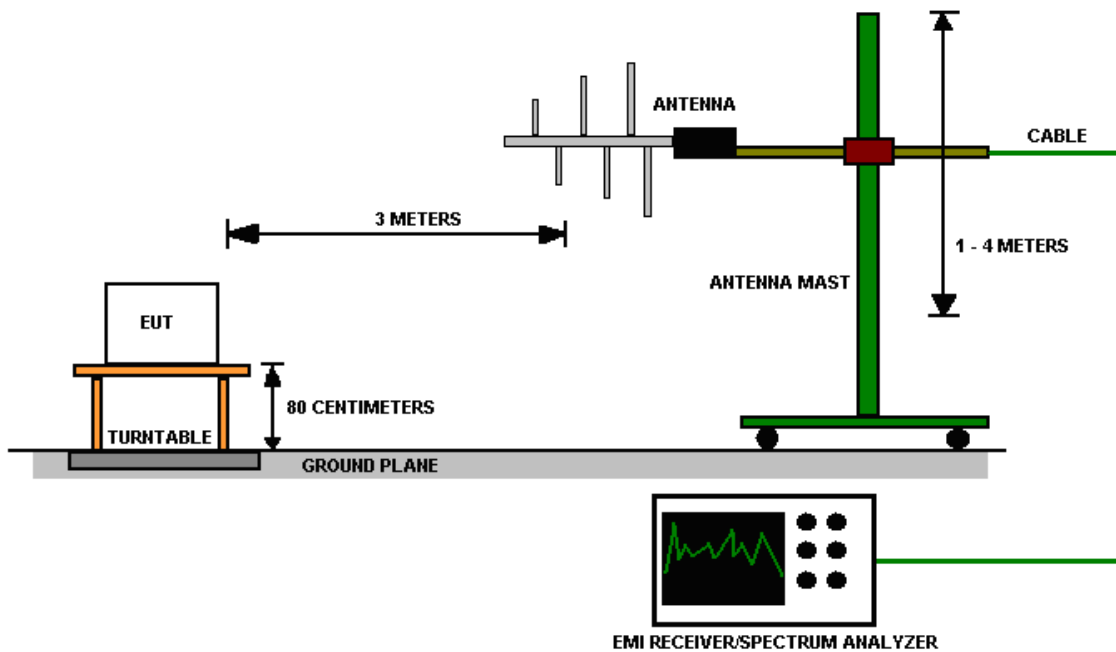 ANTENNA
CABLE
3 METERS
1 - 4 METERS
ANTENNA MAST
EUT
80 CENTIMETERS
TURNTABLE
GROUND PLANE
EMI RECEIVER/SPECTRUM ANALYZER